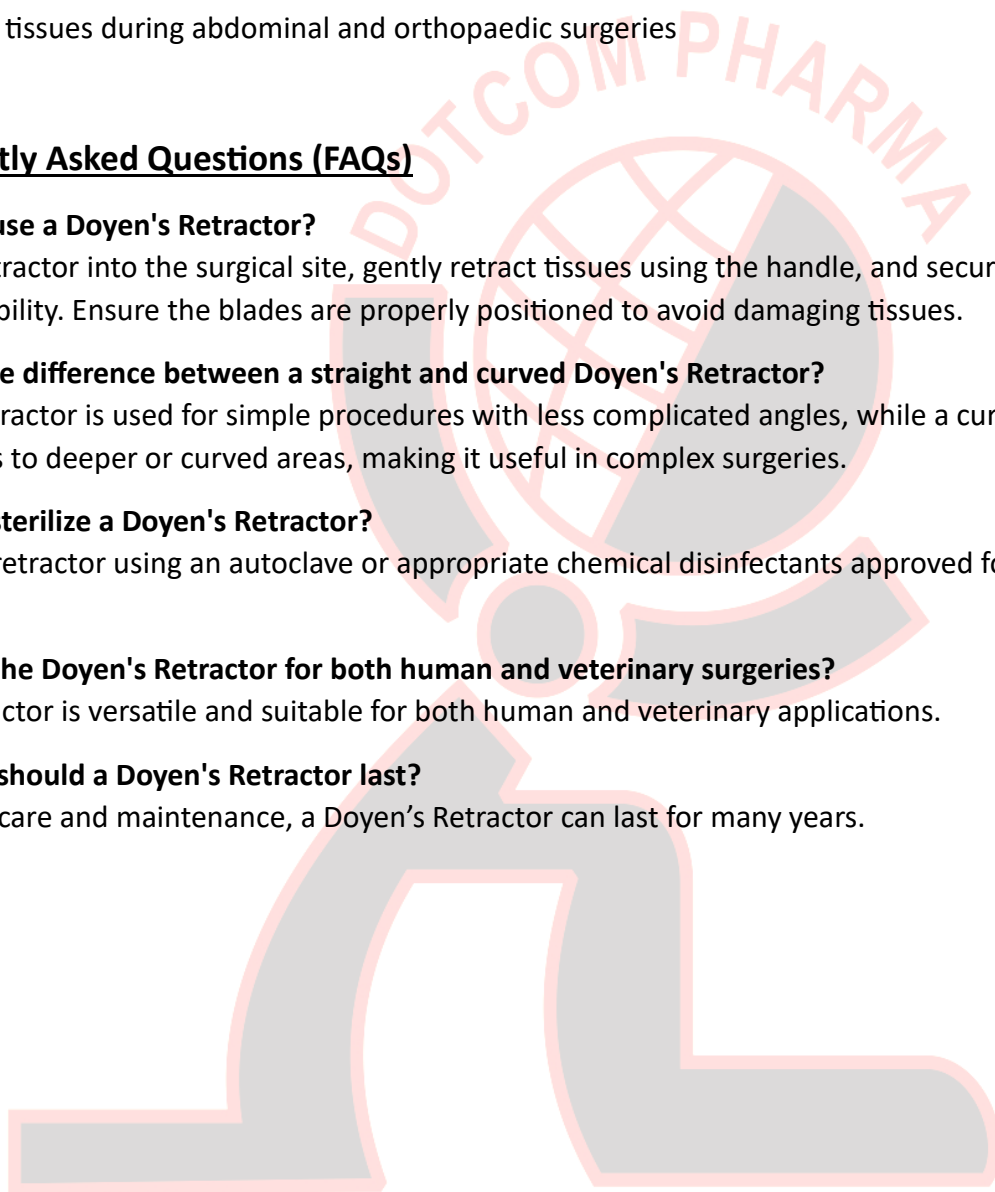 tissues during abdominal and orthopaedic surgeries
DOTCOM PHARMA
tly Asked Questions (FAQs)
use a Doyen's Retractor?
tractor into the surgical site, gently retract tissues using the handle, and secur
bility. Ensure the blades are properly positioned to avoid damaging tissues.
e difference between a straight and curved Doyen's Retractor?
tractor is used for simple procedures with less complicated angles, while a cur
s to deeper or curved areas, making it useful in complex surgeries.
sterilize a Doyen's Retractor?
retractor using an autoclave or appropriate chemical disinfectants approved fo
he Doyen's Retractor for both human and veterinary surgeries?
ctor is versatile and suitable for both human and veterinary applications.
should a Doyen's Retractor last?
care and maintenance, a Doyen’s Retractor can last for many years.